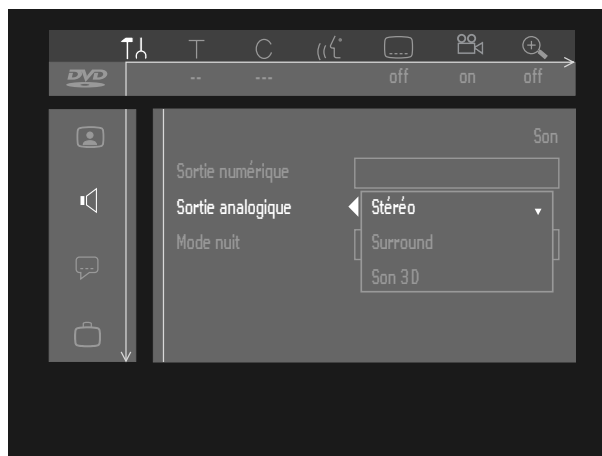 T C
DVD -- --- off on off
Son
Sortie numérique
Sortie analogique Stéréo
Mode nuit Surround
Son 3D